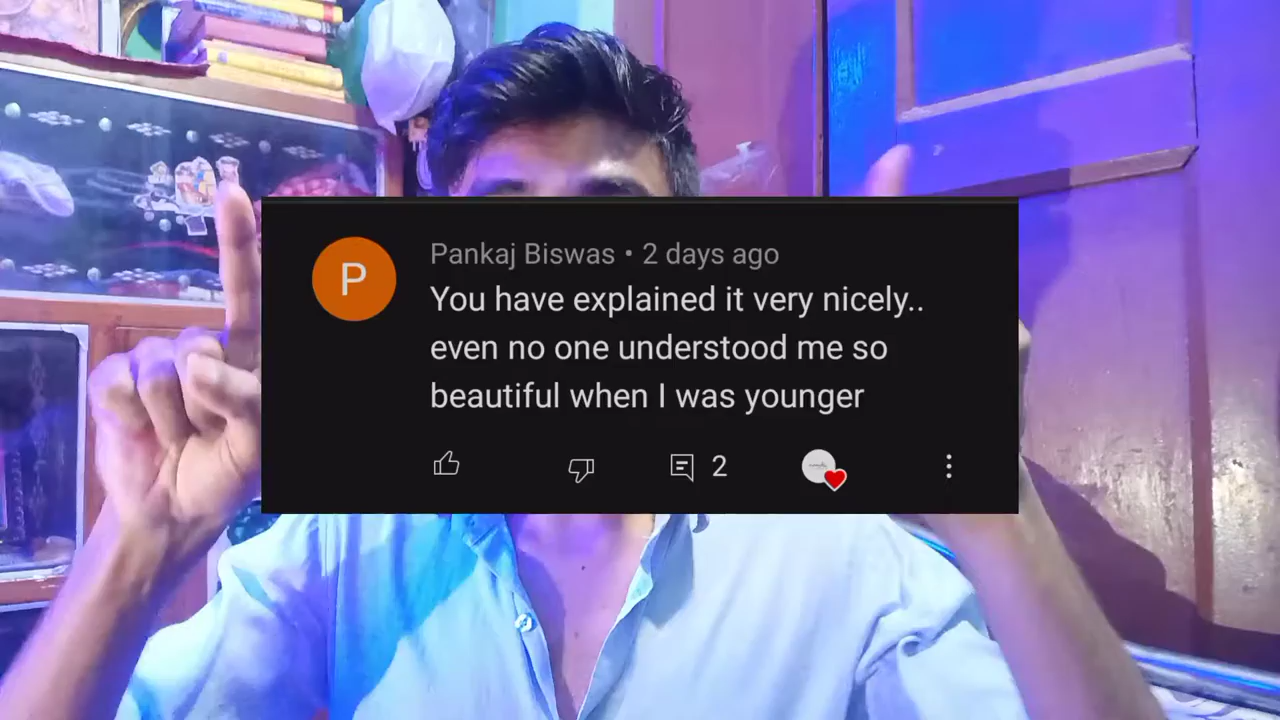 P
Pankaj Biswas • 2 days ago
You have explained it very nicely..
even no one understood me so
beautiful when I was younger
2